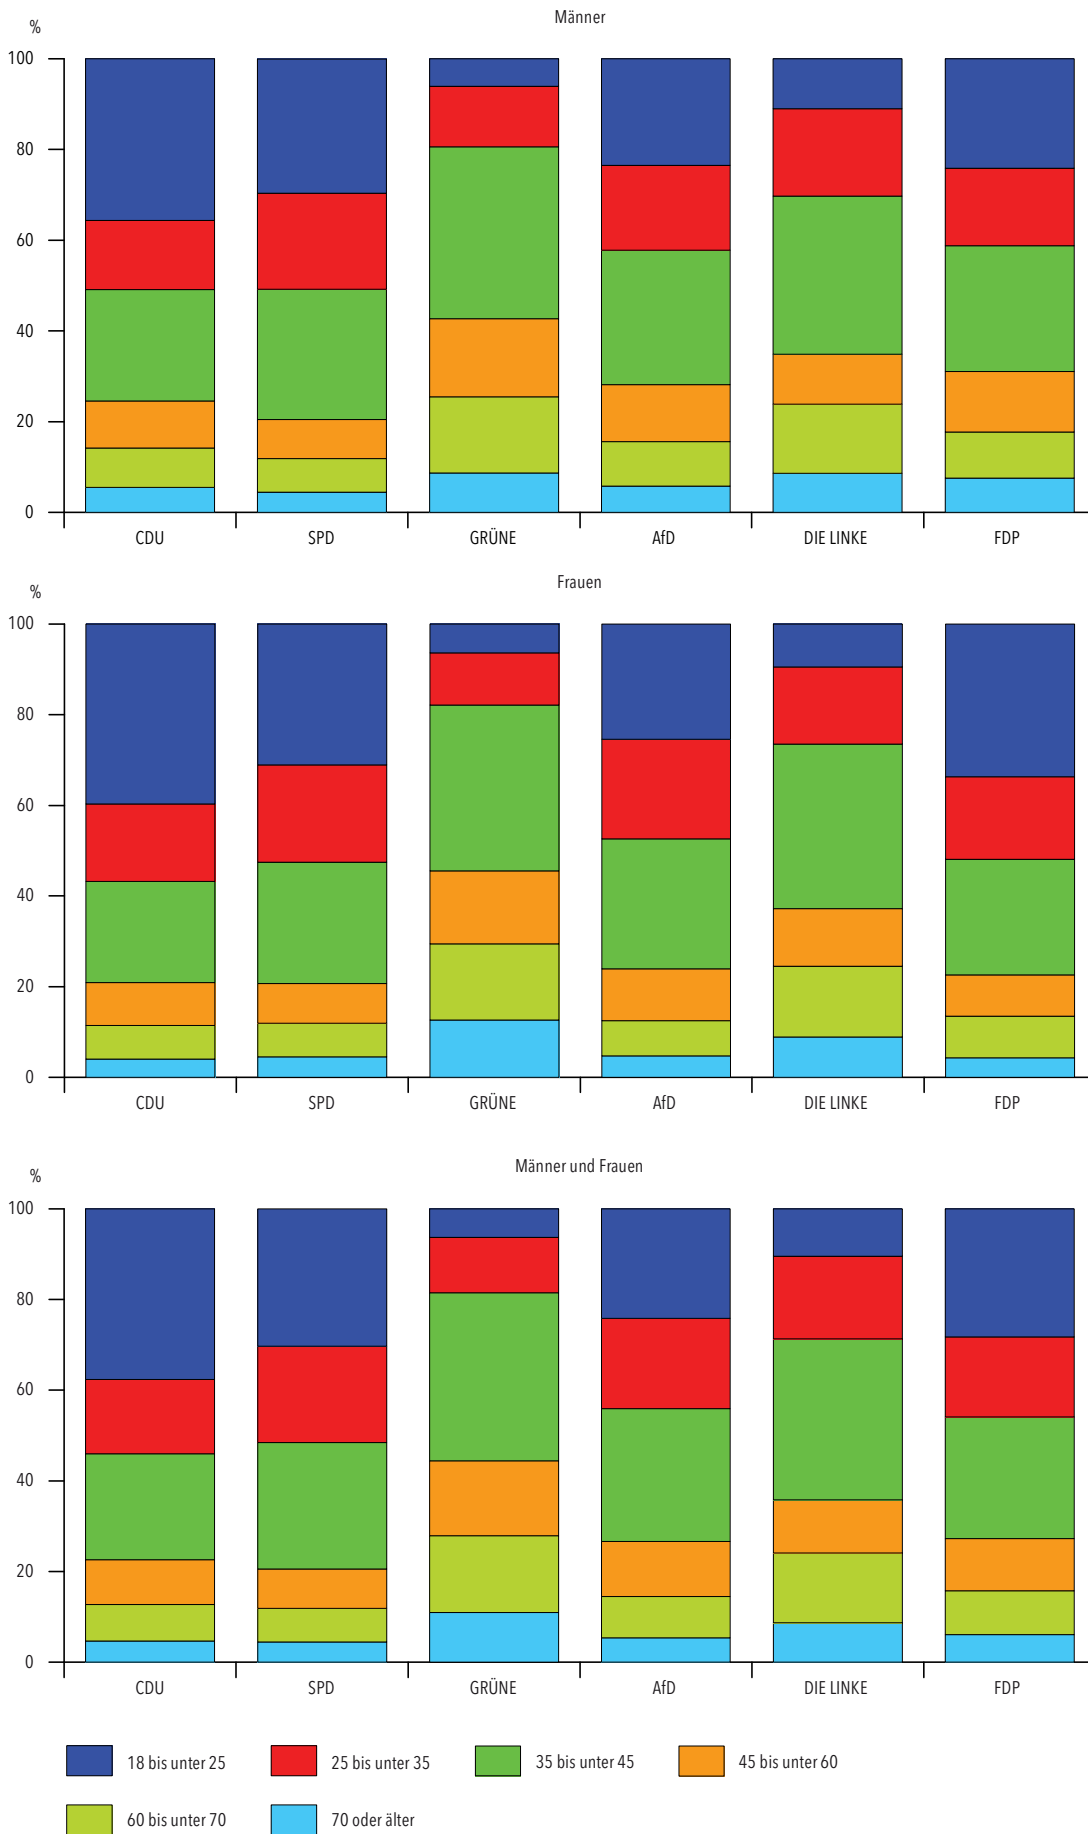 Männer
%
100
80
60
40
20
0
CDU SPD GRÜNE AfD DIE LINKE FDP
Frauen
%
100
80
60
40
20
0
CDU SPD GRÜNE AfD DIE LINKE FDP
Männer und Frauen
%
100
80
60
40
20
0
CDU SPD GRÜNE AfD DIE LINKE FDP
18 bis unter 25 25 bis unter 35 35 bis unter 45 45 bis unter 60
60 bis unter 70 70 oder älter